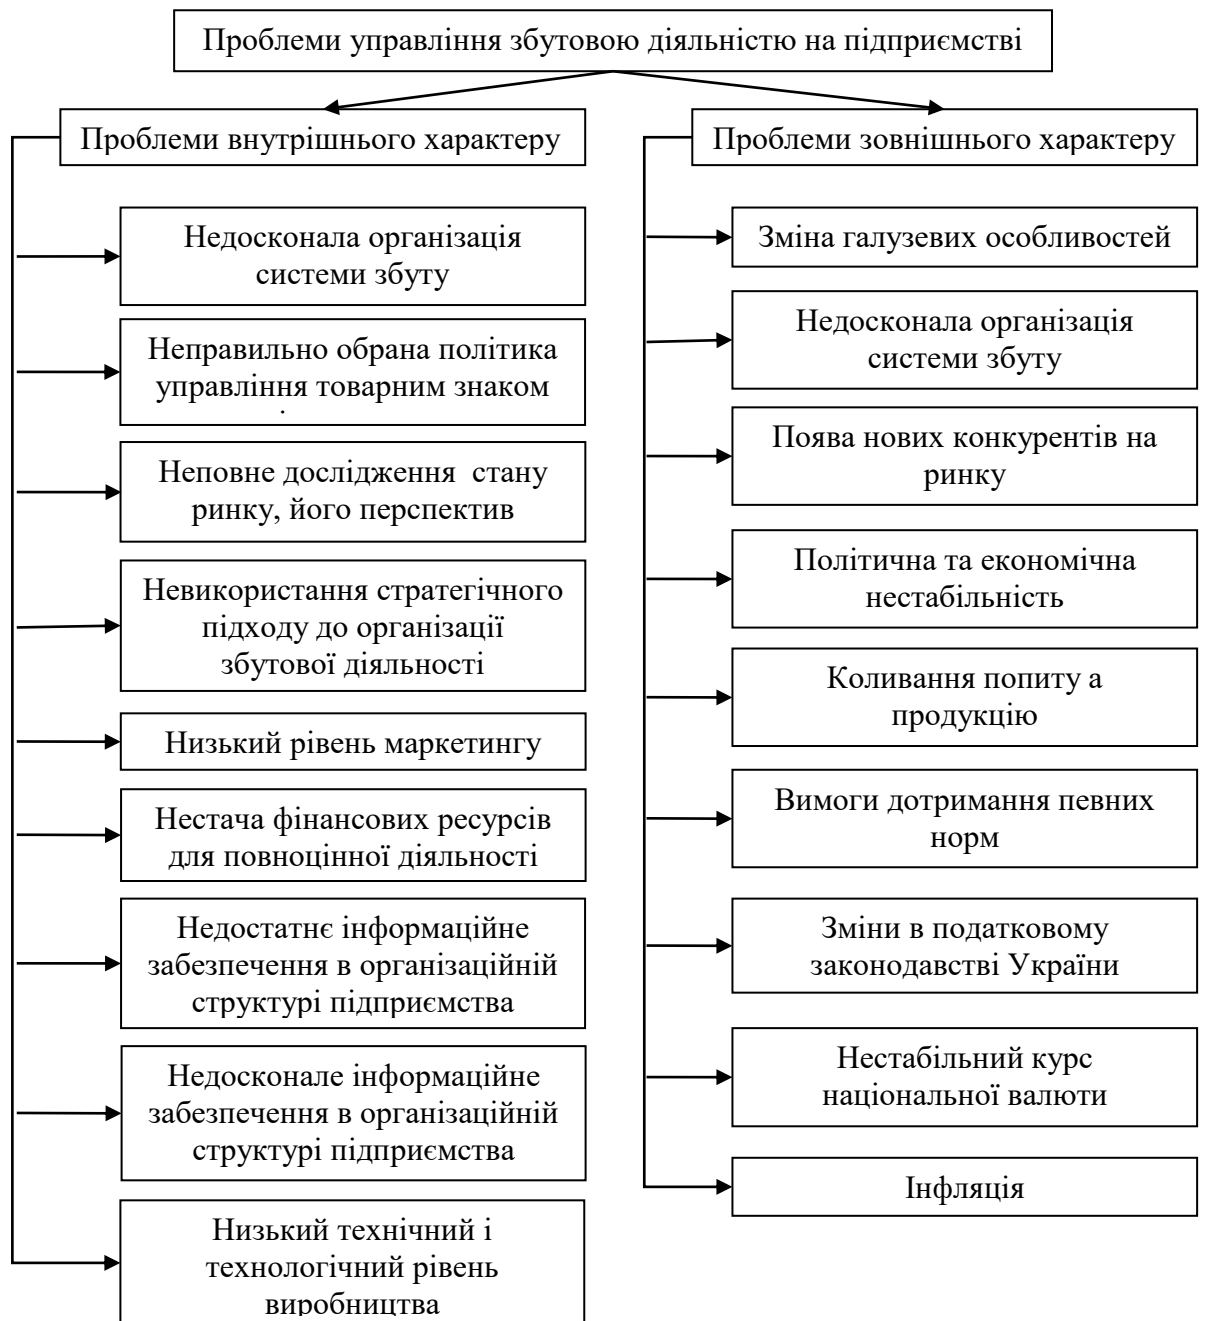 Проблеми управління збутовою діяльністю на підприємстві
Проблеми внутрішнього характеру
Недосконала організація
системи збуту
Неправильно обрана політика
управління товарним знаком
Неповне дослідження стану
ринку, його перспектив
Невикористання стратегічного
підходу до організації
збутової діяльності
Низький рівень маркетингу
Нестача фінансових ресурсів
для повноцінної діяльності
Недостатнє інформаційне
забезпечення в організаційній
структурі підприємства
Недосконале інформаційне
забезпечення в організаційній
структурі підприємства
Низький технічний і
технологічний рівень
виробництва
Проблеми зовнішнього характеру
Зміна галузевих особливостей
Недосконала організація
системи збуту
Поява нових конкурентів на
ринку
Політична та економічна
нестабільність
Коливання попиту а
продукцію
Вимоги дотримання певних
норм
Зміни в податковому
законодавстві України
Нестабільний курс
національної валюти
Інфляція